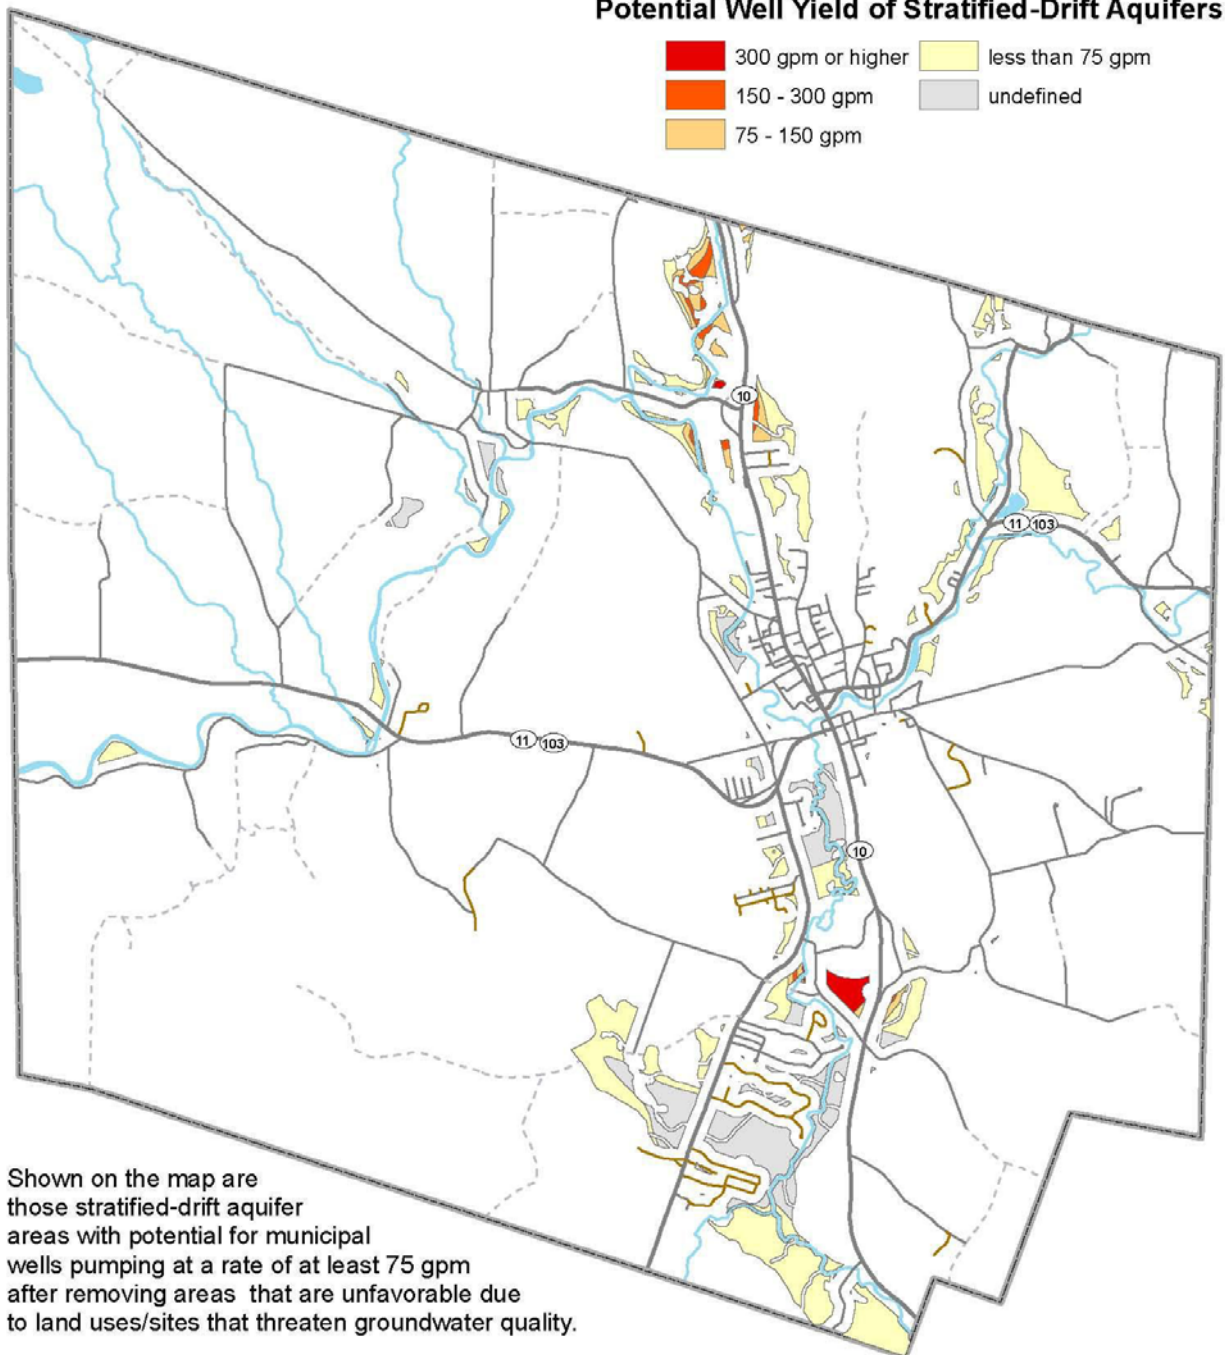 Potential Well Yield of Stratified-Drift Aquifers
300 gpm or higher
less than 75 gpm
150 - 300 gpm
undefined
75 - 150 gpm
10
11 103
11 103
10
Shown on the map are
those stratified-drift aquifer
areas with potential for municipal
wells pumping at a rate of at least 75 gpm
after removing areas that are unfavorable due
to land uses/sites that threaten groundwater quality.